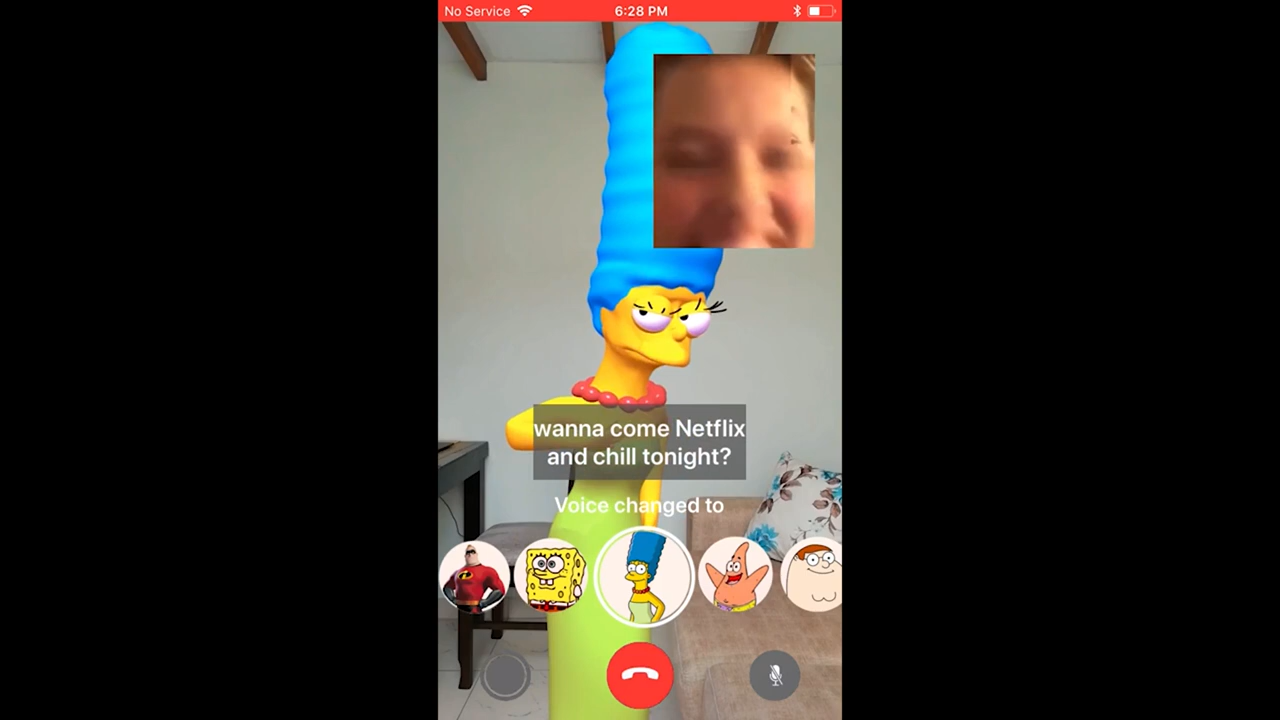 No Service
6:28 PM
wanna come Netflix
and chill tonight?
Voice changed to